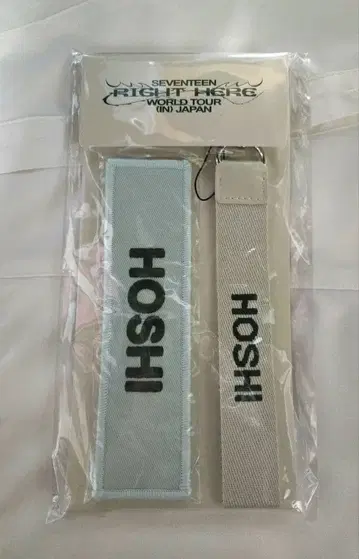 SEVENTEEN
RIGHT HERE
WORLD TOUR
(IN) JAPAN
HOSHI
HOSHI